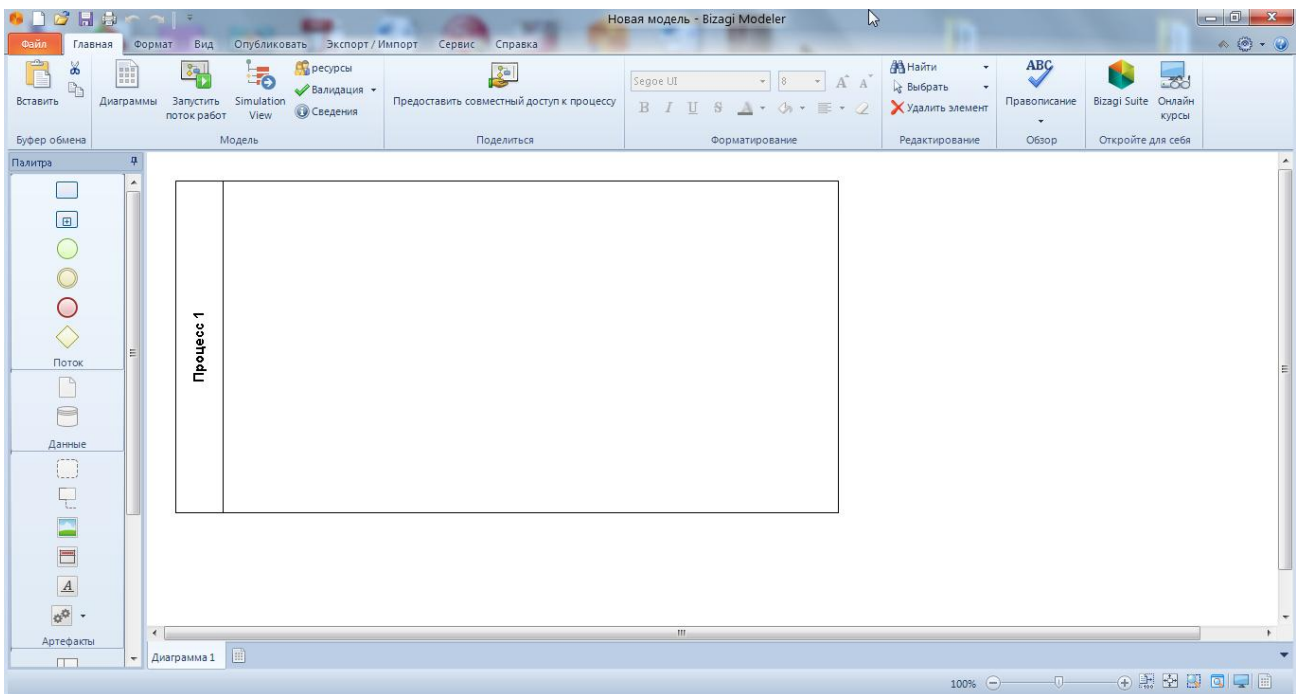 Новая модель - Bizagi Modeler
Файл Главная Формат Вид Опубликовать Экспорт / Импорт Сервис Справка
Вставить
Буфер обмена
Диаграммы
Запустить поток работ
Simulation View
ресурсы
Валидация
Сведения
Модель
Предоставить совместный доступ к процессу
Поделиться
Segoe UI 8 A A
B I U S A
Форматирование
Найти
Выбрать
Удалить элемент
Редактирование
ABC
Правописание
Обзор
Bizagi Suite
Онлайн курсы
Откройте для себя
Палитра
Поток
Данные
A
Артефакты
Процесс 1
Диаграмма 1
100%